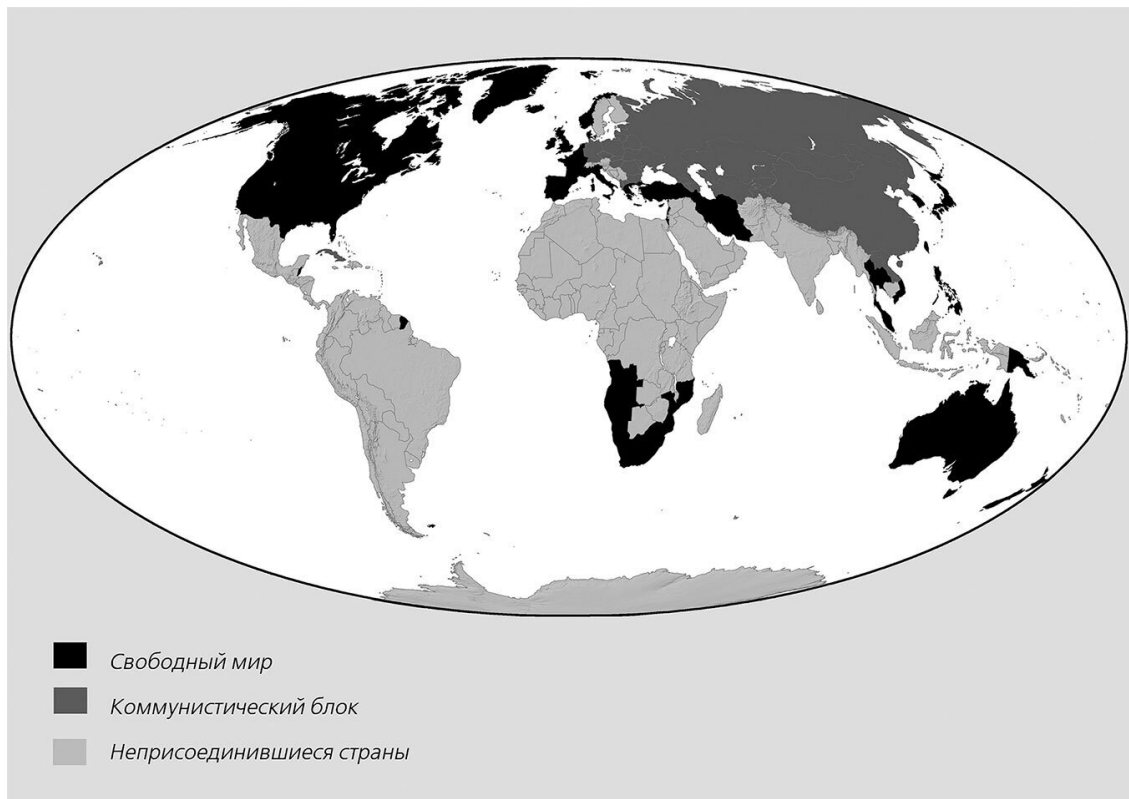 Свободный мир
Коммунистический блок
Неприсоединившиеся страны